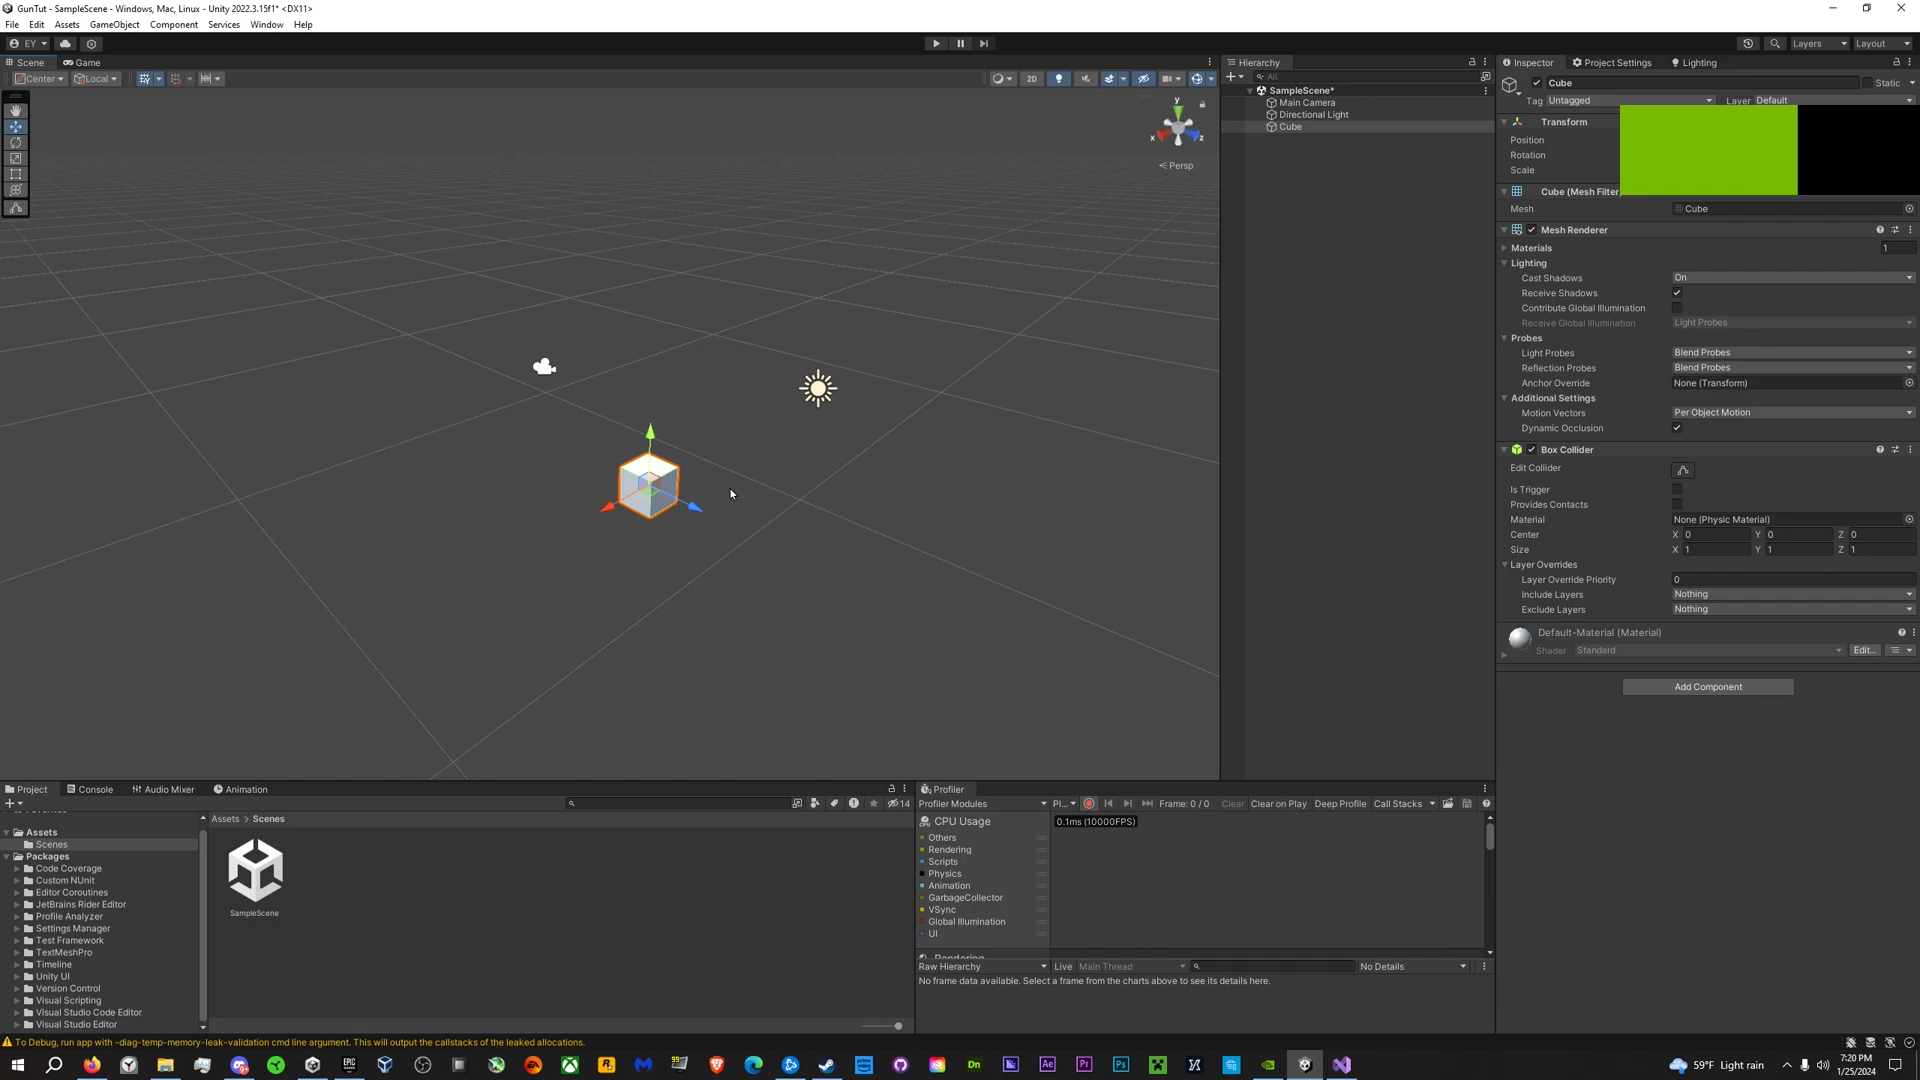 GunTut - SampleScene - Windows, Mac, Linux - Unity 2022.3.15f1* <DX11>
File Edit Assets GameObject Component Services Window Help
EY Layers Layout
Scene Game
Center Local 2D
y
x z
Persp
Hierarchy
All
SampleScene*
Main Camera
Directional Light
Cube
Inspector Project Settings Lighting
Cube Static
Tag Untagged Layer Default
Transform
Position
Rotation
Scale
Cube (Mesh Filter
Mesh Cube
Mesh Renderer
Materials 1
Lighting
Cast Shadows On
Receive Shadows
Contribute Global Illumination
Receive Global Illumination Light Probes
Probes
Light Probes Blend Probes
Reflection Probes Blend Probes
Anchor Override None (Transform)
Additional Settings
Motion Vectors Per Object Motion
Dynamic Occlusion
Box Collider
Edit Collider
Is Trigger
Provides Contacts
Material None (Physic Material)
Center X 0 Y 0 Z 0
Size X 1 Y 1 Z 1
Layer Overrides
Layer Override Priority 0
Include Layers Nothing
Exclude Layers Nothing
Default-Material (Material)
Shader Standard Edit...
Add Component
Project Console Audio Mixer Animation
14
Assets
Scenes
Packages
Code Coverage
Custom NUnit
Editor Coroutines
JetBrains Rider Editor
Profile Analyzer
Settings Manager
Test Framework
TextMeshPro
Timeline
Unity UI
Version Control
Visual Scripting
Visual Studio Code Editor
Visual Studio Editor
Assets > Scenes
SampleScene
Profiler
Profiler Modules Pl... Frame: 0 / 0 Clear Clear on Play Deep Profile Call Stacks
CPU Usage
0.1ms (10000FPS)
Others
Rendering
Scripts
Physics
Animation
GarbageCollector
VSync
Global Illumination
UI
Rendering
Raw Hierarchy Live Main Thread No Details
No frame data available. Select a frame from the charts above to see its details here.
To Debug, run app with -diag-temp-memory-leak-validation cmd line argument. This will output the callstacks of the leaked allocations.
EPIC EA R 99 Dn Ae Pr Ps
59°F Light rain
7:20 PM
1/25/2024